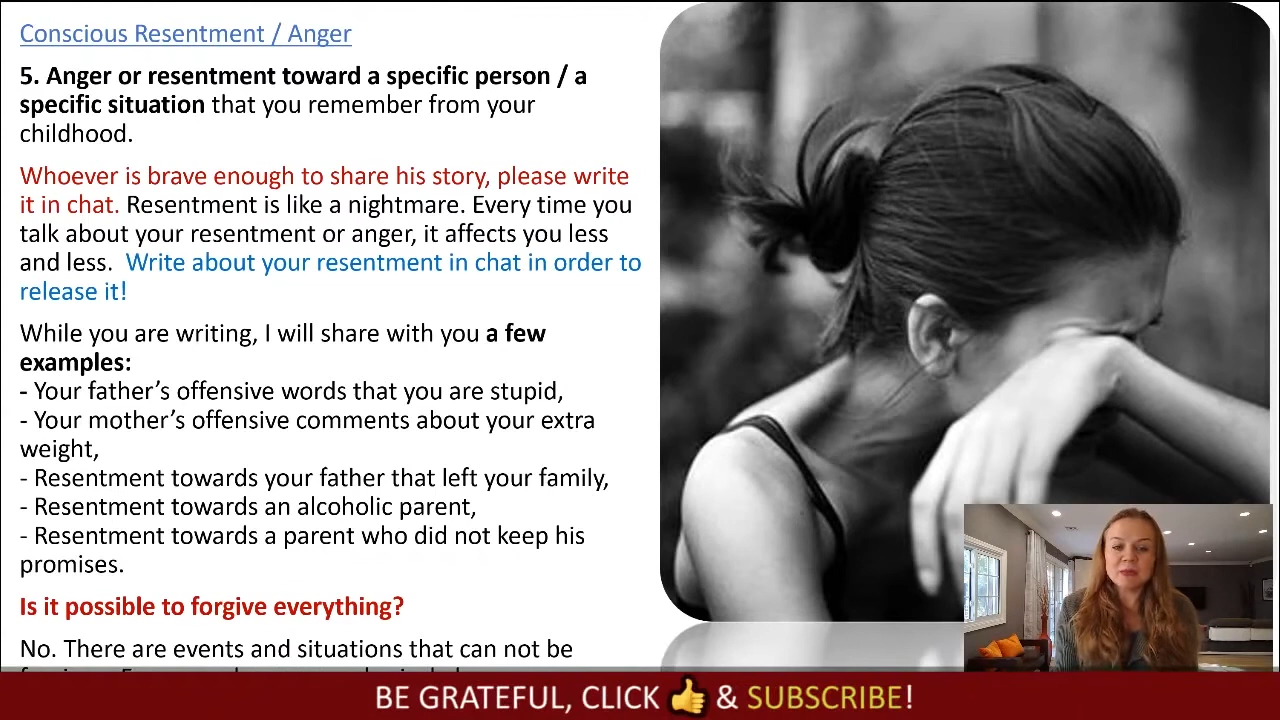 Conscious Resentment / Anger
5. Anger or resentment toward a specific person / a
specific situation that you remember from your
childhood.
Whoever is brave enough to share his story, please write
it in chat. Resentment is like a nightmare. Every time you
talk about your resentment or anger, it affects you less
and less. Write about your resentment in chat in order to
release it!
While you are writing, I will share with you a few
examples:
- Your father’s offensive words that you are stupid,
- Your mother’s offensive comments about your extra
weight,
- Resentment towards your father that left your family,
- Resentment towards an alcoholic parent,
- Resentment towards a parent who did not keep his
promises.
Is it possible to forgive everything?
No. There are events and situations that can not be
BE GRATEFUL, CLICK 👍 & SUBSCRIBE!